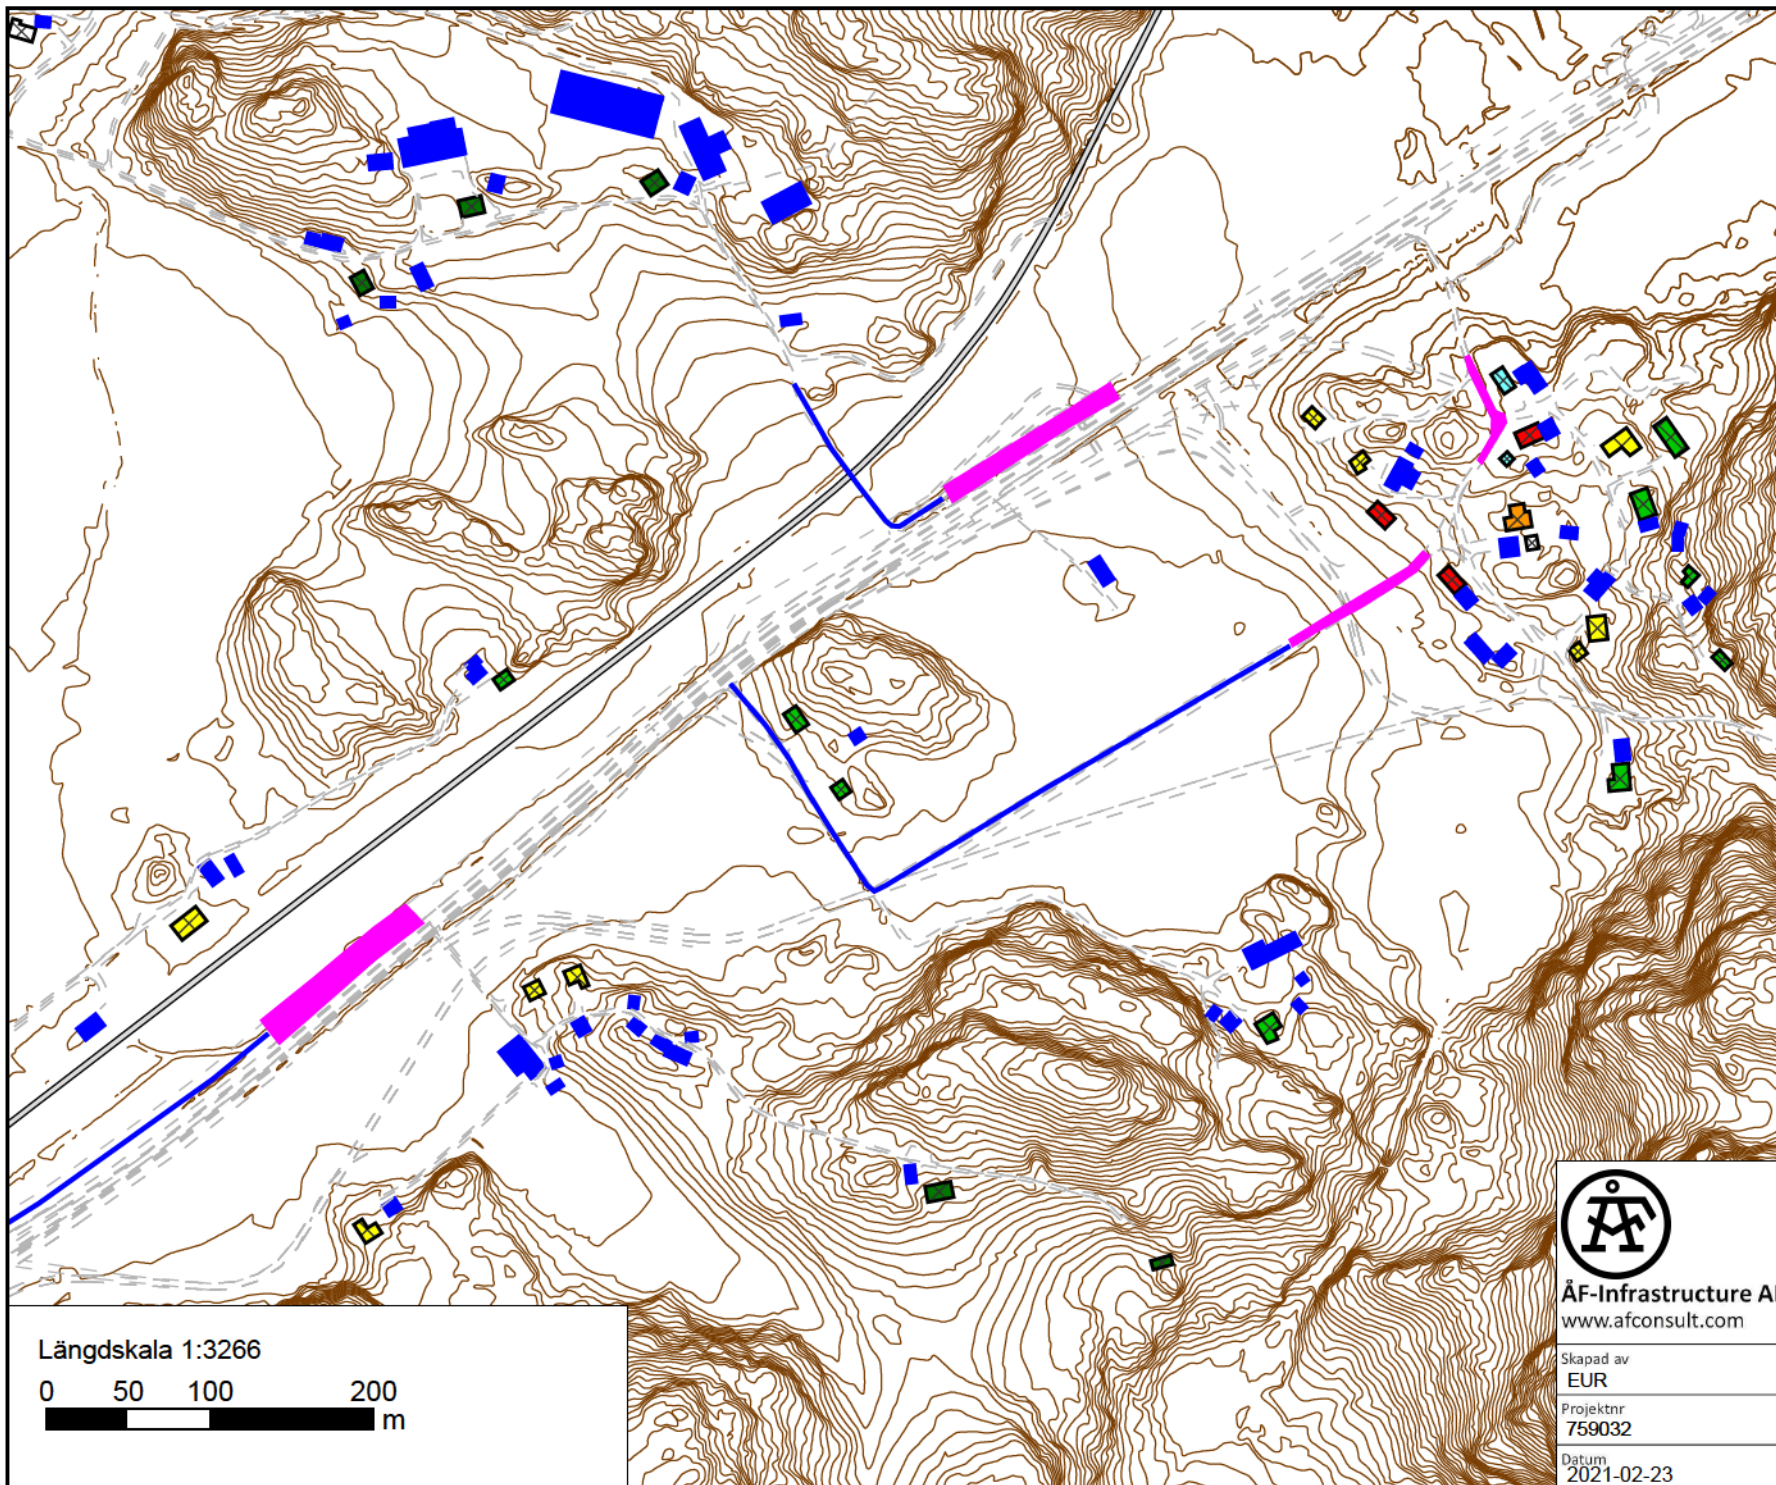 Längdskala 1:3266
0 50 100 200
m
ÅF-Infrastructure
www.afconsult.com
Skapad av
EUR
Projektnr
759032
Datum
2021-02-23